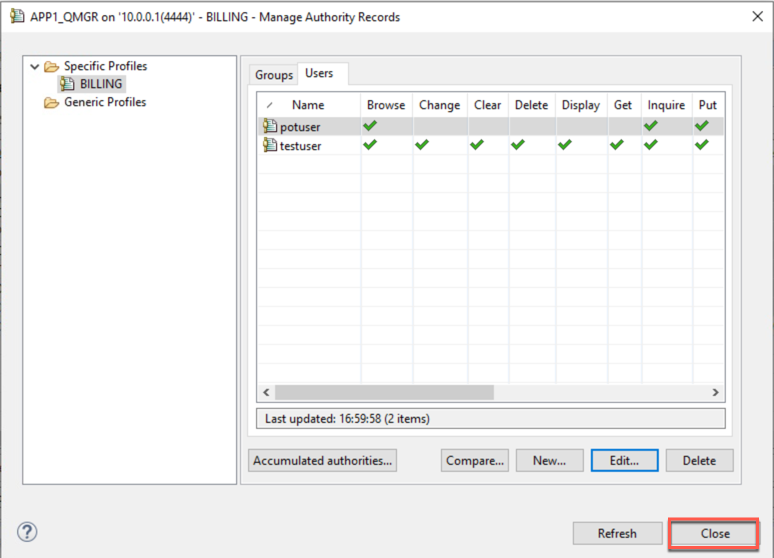 APP1_QMGR on '10.0.0.1(4444)' - BILLING - Manage Authority Records
Specific Profiles
BILLING
Generic Profiles
Groups Users
Name Browse Change Clear Delete Display Get Inquire Put
potuser
testuser
Last updated: 16:59:58 (2 items)
Accumulated authorities... Compare... New... Edit... Delete
? Refresh Close